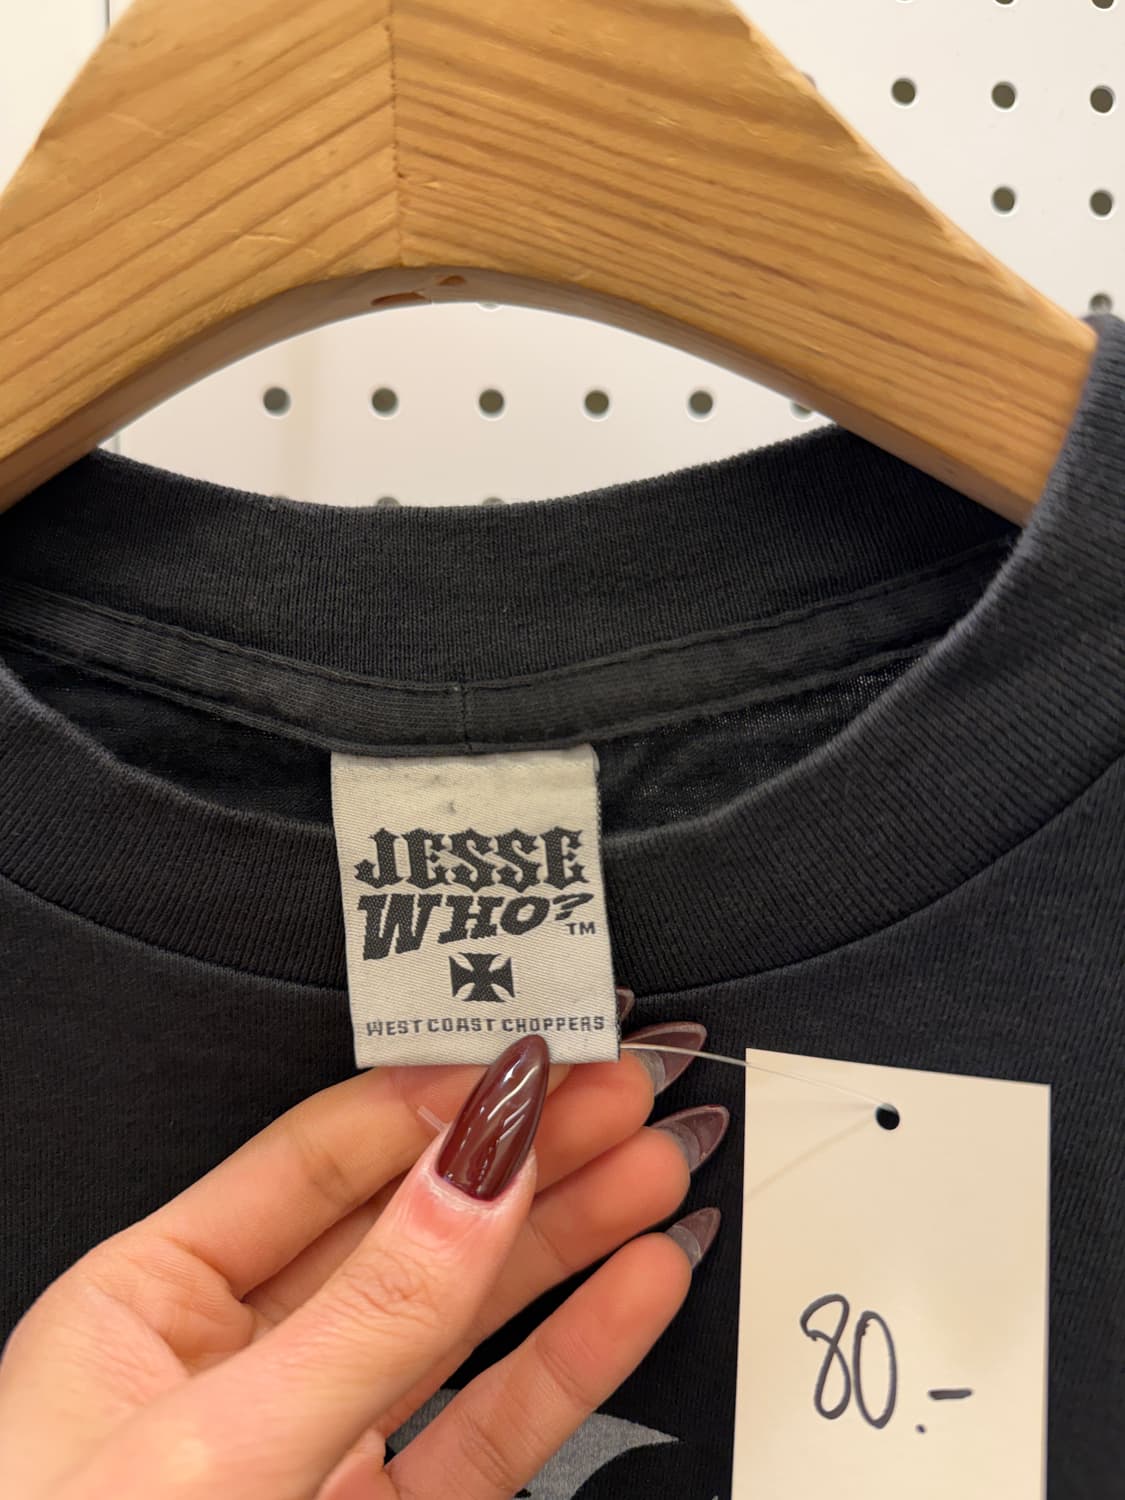 JESSE
WHO?
TM
WEST COAST CHOPPERS
80.-